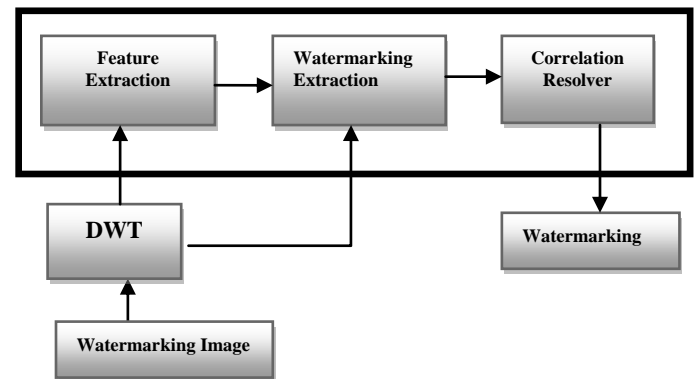 Feature
Extraction
Watermarking
Extraction
Correlation
Resolver
DWT
Watermarking
Watermarking Image